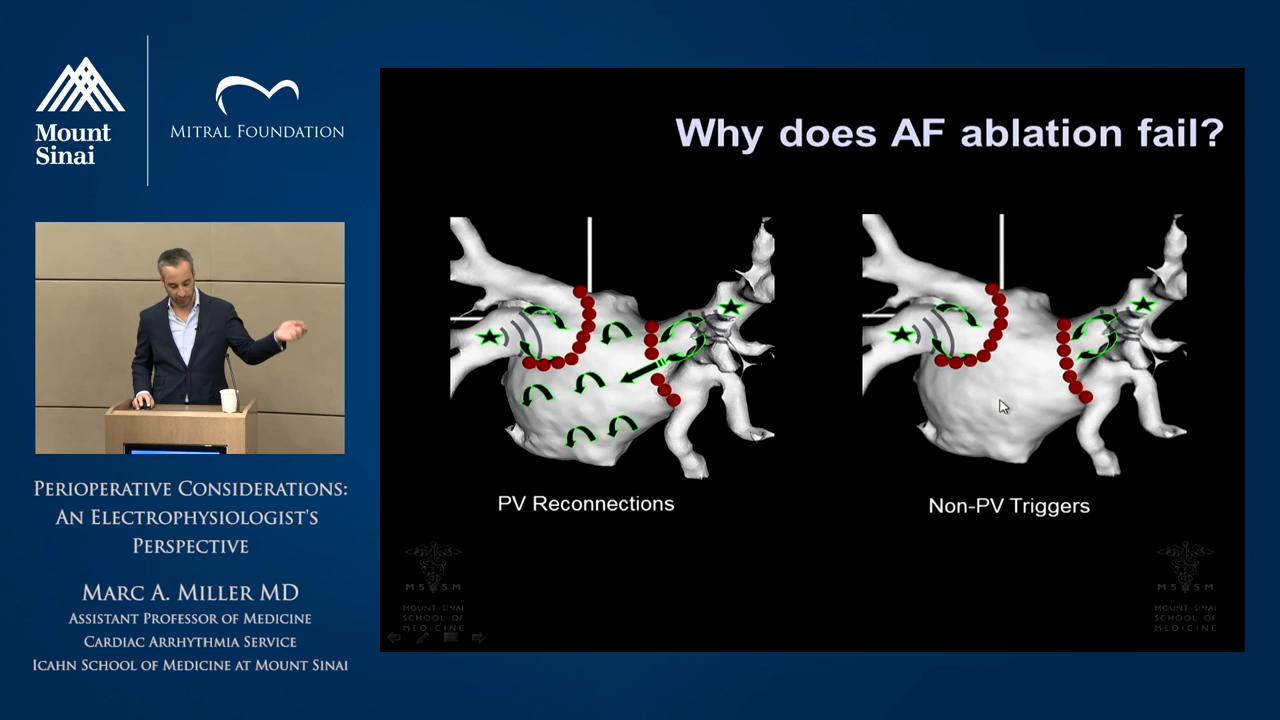 Mount
Sinai
Mitral Foundation
Perioperative Considerations:
An Electrophysiologist's
Perspective
Marc A. Miller MD
Assistant Professor of Medicine
Cardiac Arrhythmia Service
Icahn School of Medicine at Mount Sinai
Why does AF ablation fail?
PV Reconnections
Non-PV Triggers
MSSM
MOUNT SINAI
SCHOOL OF
MEDICINE
MSSM
MOUNT SINAI
SCHOOL OF
MEDICINE